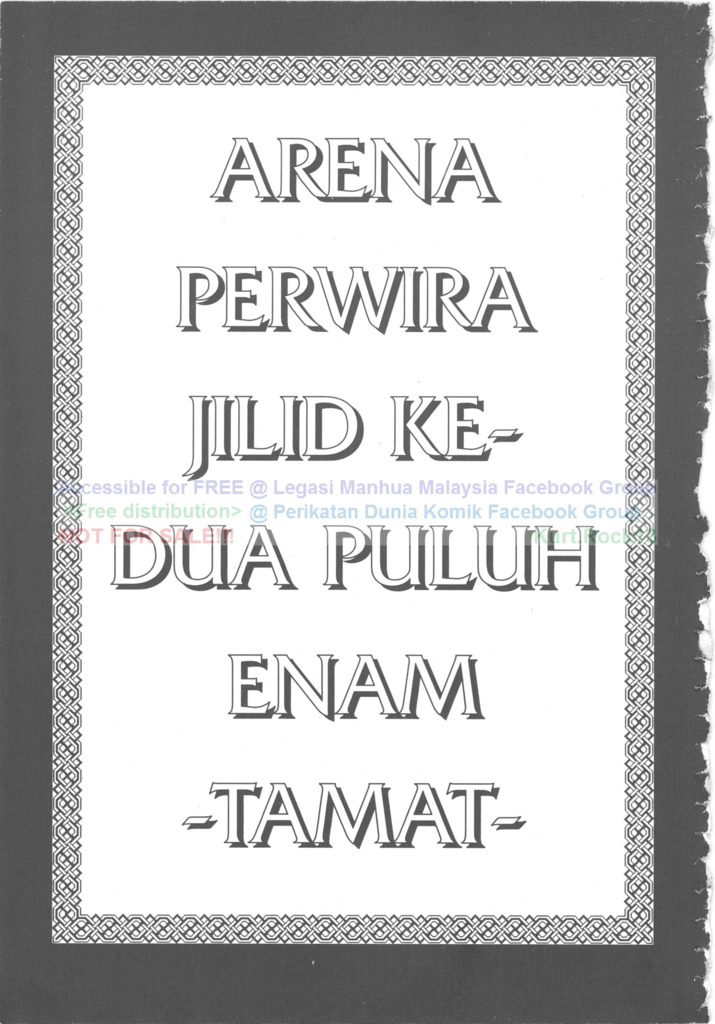 ARENA
PERWIRA
JILID KE-
Accessible for FREE @ Legasi Manhua Malaysia Facebook Group
<Free distribution> @ Perikatan Dunia Komik Facebook Group
NOT FOR SALE!!! Kurt Rock13
DUA PULUH
ENAM
-TAMAT-